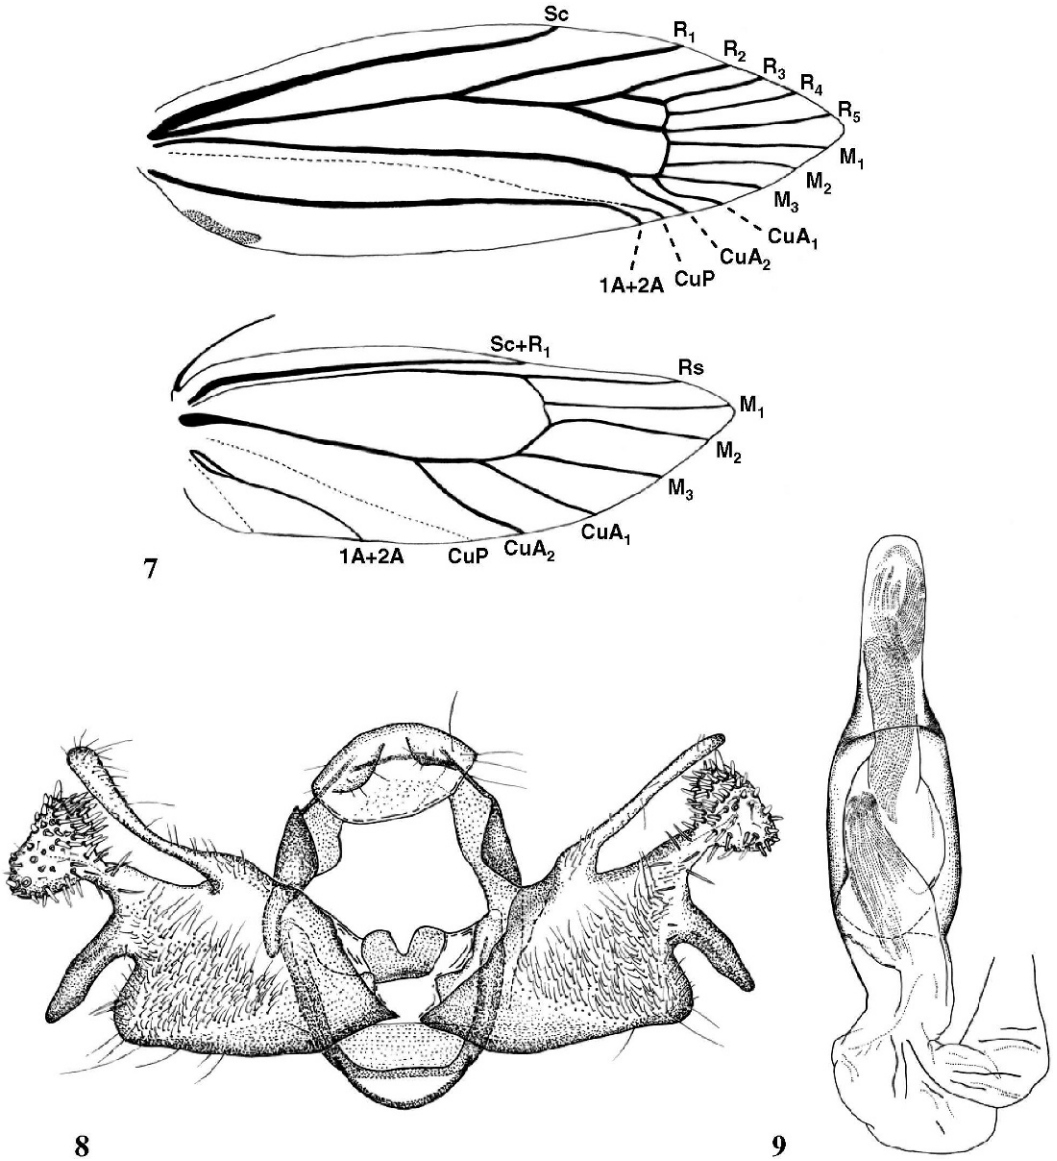 Sc
R1
R2
R3
R4
R5
M1
M2
M3
CuA1
CuA2
CuP
1A+2A
Sc+R1
Rs
M1
M2
M3
CuA1
CuA2
CuP
1A+2A
7
8
9